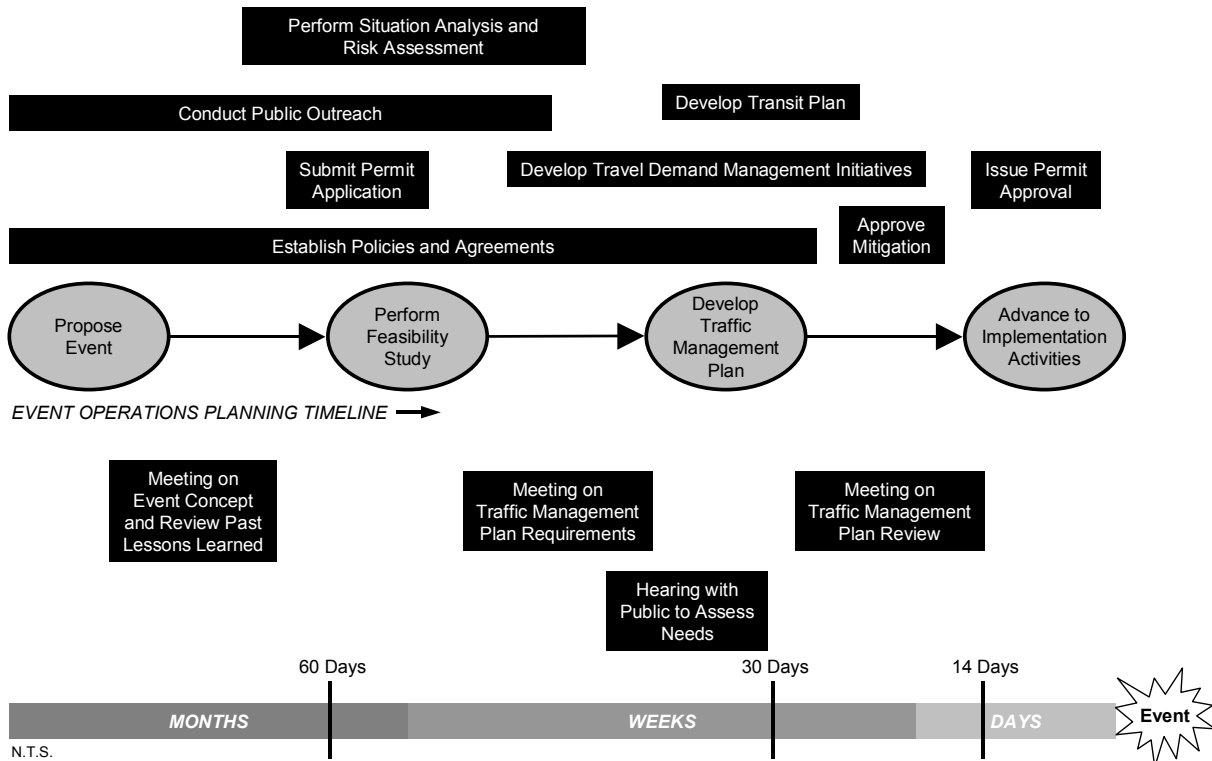 Perform Situation Analysis and
Risk Assessment
Conduct Public Outreach
Develop Transit Plan
Submit Permit
Application
Develop Travel Demand Management Initiatives
Issue Permit
Approval
Establish Policies and Agreements
Approve
Mitigation
Propose
Event
Perform
Feasibility
Study
Develop
Traffic
Management
Plan
Advance to
Implementation
Activities
EVENT OPERATIONS PLANNING TIMELINE
Meeting on
Event Concept
and Review Past
Lessons Learned
Meeting on
Traffic Management
Plan Requirements
Meeting on
Traffic Management
Plan Review
Hearing with
Public to Assess
Needs
60 Days
30 Days
14 Days
MONTHS
WEEKS
DAYS
Event
N.T.S.